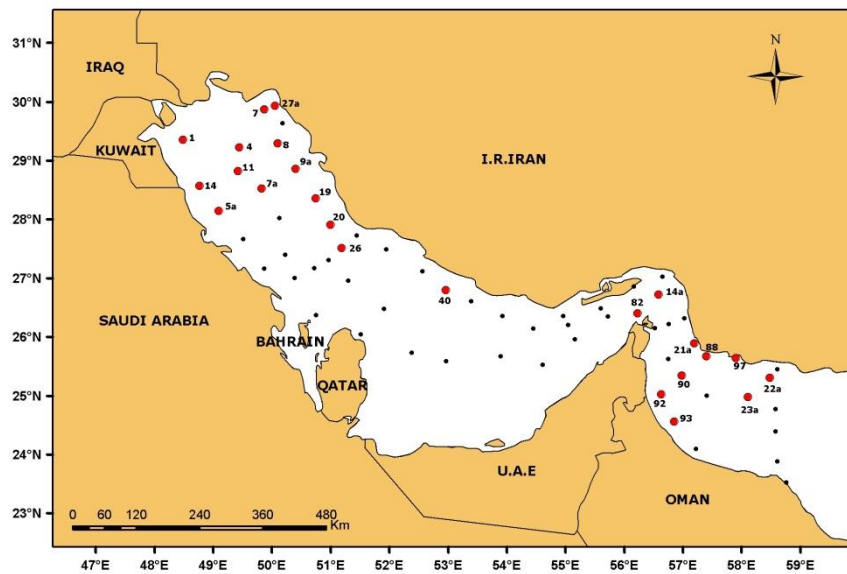 31°N
30°N
29°N
28°N
27°N
26°N
25°N
24°N
23°N
N
IRAQ
KUWAIT
I.R.IRAN
SAUDI ARABIA
BAHRAIN
QATAR
U.A.E
OMAN
7
27a
1
4
8
11
9a
14
7a
5a
19
20
26
40
82
14a
21a
88
97
90
22a
92
23a
93
0 60 120 240 360 480
Km
47°E 48°E 49°E 50°E 51°E 52°E 53°E 54°E 55°E 56°E 57°E 58°E 59°E